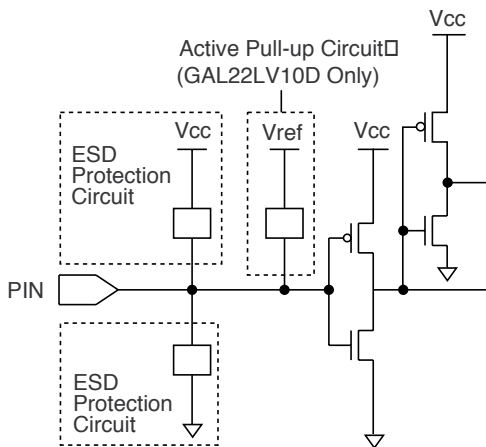 Vcc
Active Pull-up Circuit□
(GAL22LV10D Only)
Vcc
Vref
Vcc
ESD
Protection
Circuit
PIN
ESD
Protection
Circuit